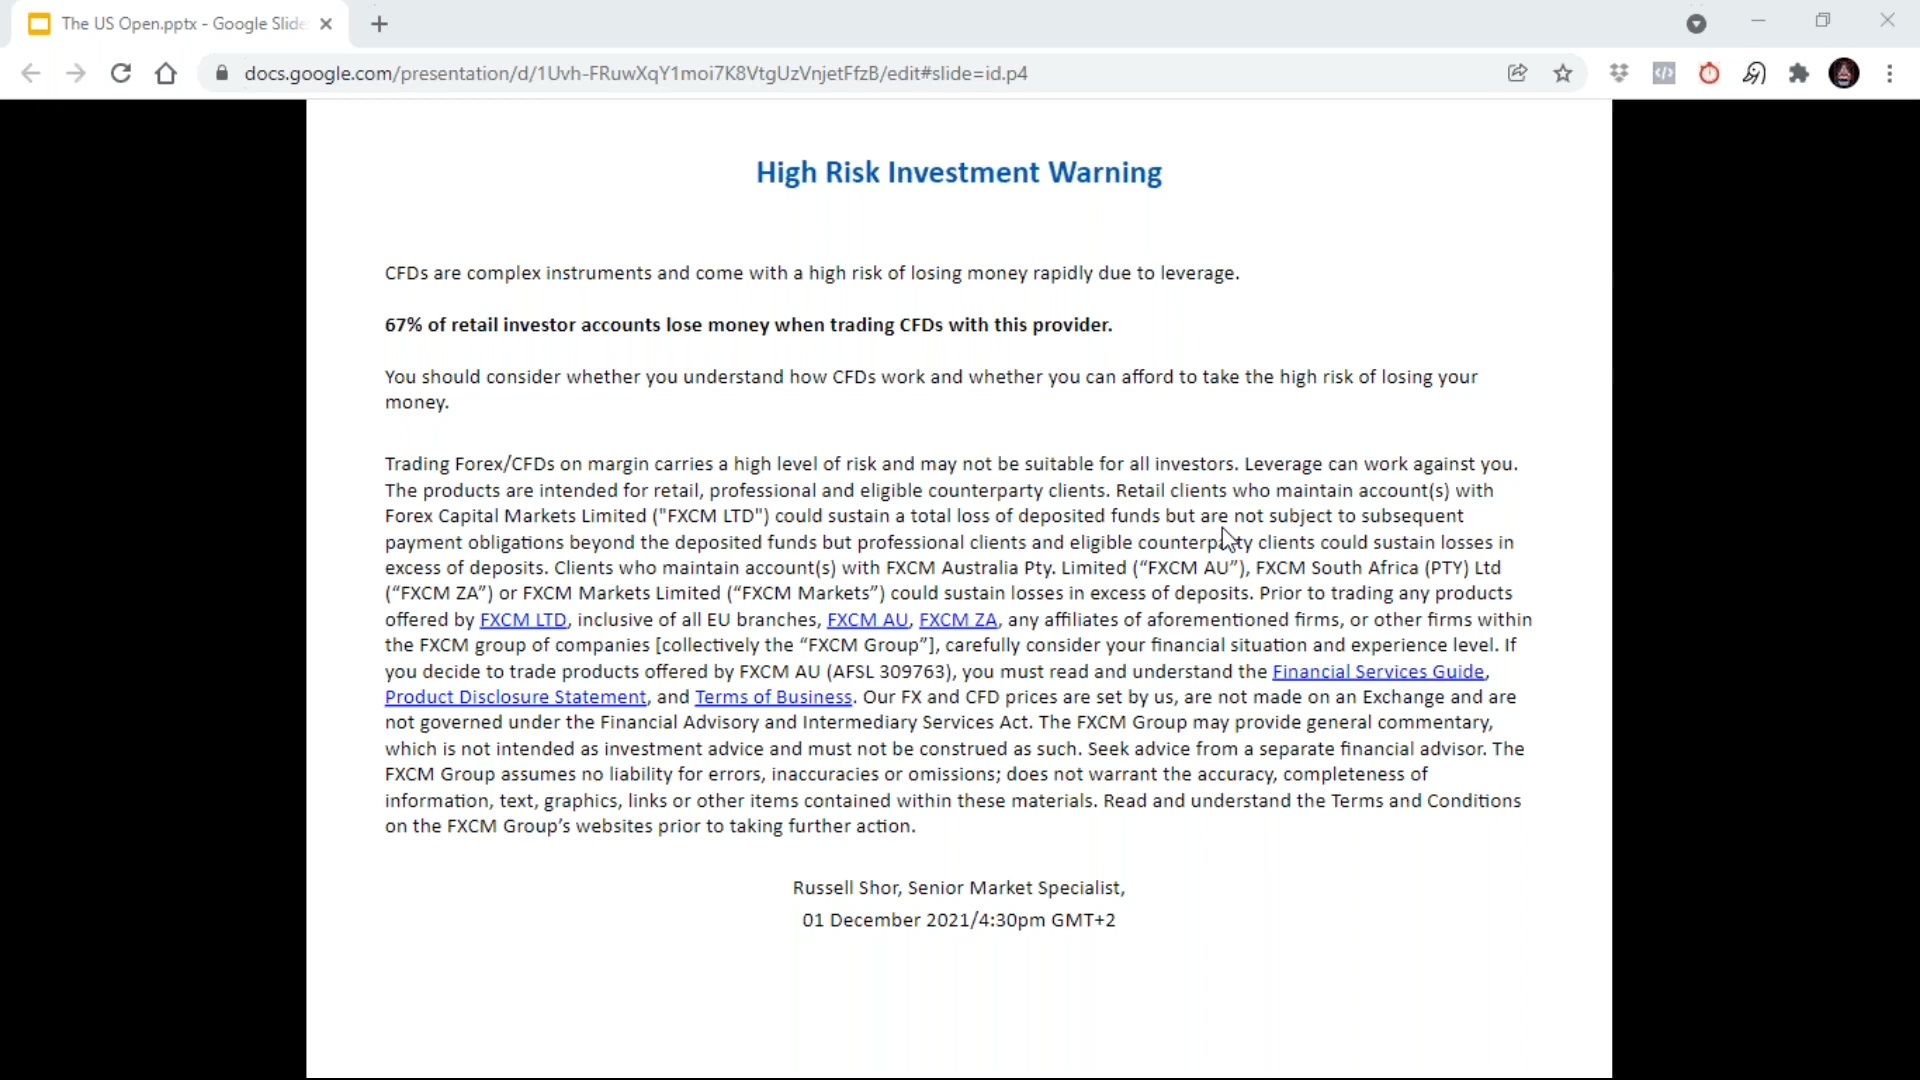 The US Open.pptx - Google Slide
docs.google.com/presentation/d/1Uvh-FRuwXqY1moi7K8VtgUzVnjetFfzB/edit#slide=id.p4
High Risk Investment Warning
CFDs are complex instruments and come with a high risk of losing money rapidly due to leverage.
67% of retail investor accounts lose money when trading CFDs with this provider.
You should consider whether you understand how CFDs work and whether you can afford to take the high risk of losing your
money.
Trading Forex/CFDs on margin carries a high level of risk and may not be suitable for all investors. Leverage can work against you.
The products are intended for retail, professional and eligible counterparty clients. Retail clients who maintain account(s) with
Forex Capital Markets Limited ("FXCM LTD") could sustain a total loss of deposited funds but are not subject to subsequent
payment obligations beyond the deposited funds but professional clients and eligible counterparty clients could sustain losses in
excess of deposits. Clients who maintain account(s) with FXCM Australia Pty. Limited (“FXCM AU”), FXCM South Africa (PTY) Ltd
(“FXCM ZA”) or FXCM Markets Limited (“FXCM Markets”) could sustain losses in excess of deposits. Prior to trading any products
offered by FXCM LTD, inclusive of all EU branches, FXCM AU, FXCM ZA, any affiliates of aforementioned firms, or other firms within
the FXCM group of companies [collectively the “FXCM Group”], carefully consider your financial situation and experience level. If
you decide to trade products offered by FXCM AU (AFSL 309763), you must read and understand the Financial Services Guide,
Product Disclosure Statement, and Terms of Business. Our FX and CFD prices are set by us, are not made on an Exchange and are
not governed under the Financial Advisory and Intermediary Services Act. The FXCM Group may provide general commentary,
which is not intended as investment advice and must not be construed as such. Seek advice from a separate financial advisor. The
FXCM Group assumes no liability for errors, inaccuracies or omissions; does not warrant the accuracy, completeness of
information, text, graphics, links or other items contained within these materials. Read and understand the Terms and Conditions
on the FXCM Group’s websites prior to taking further action.
Russell Shor, Senior Market Specialist,
01 December 2021/4:30pm GMT+2